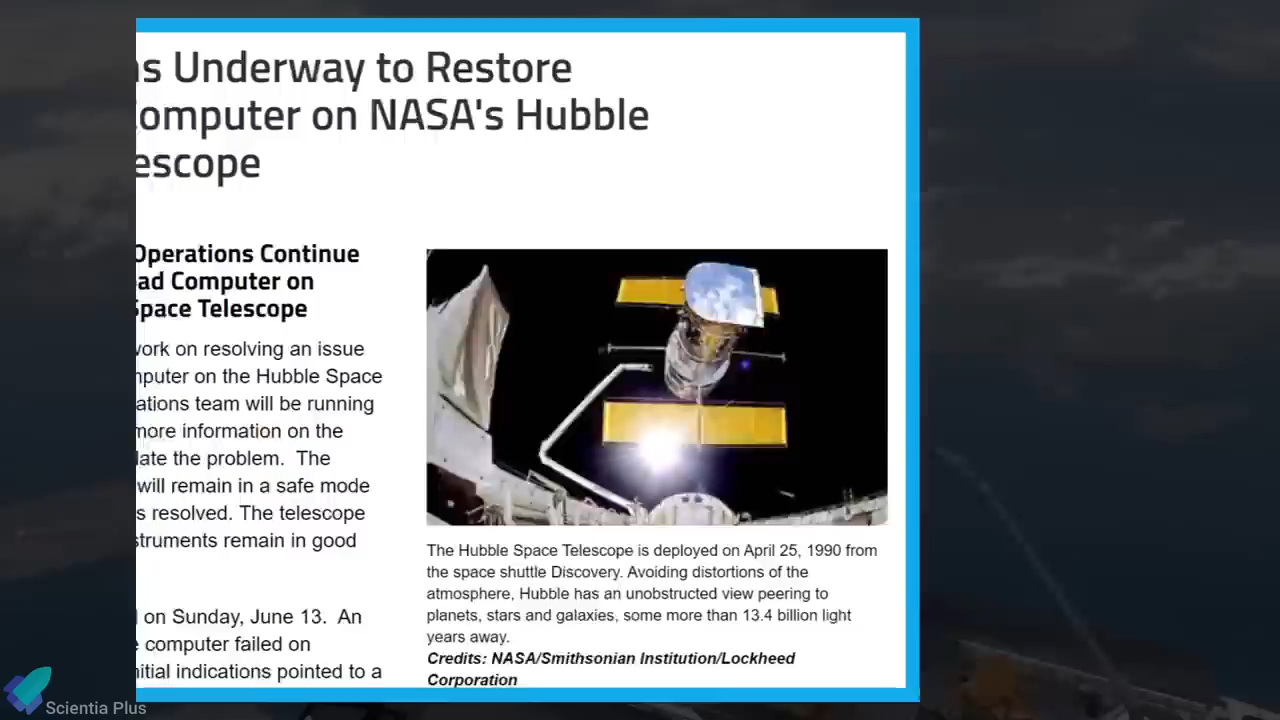 Underway to Restore
Computer on NASA's Hubble
escope
Operations Continue
ad Computer on
Space Telescope
work on resolving an issue
mputer on the Hubble Space
ations team will be running
more information on the
late the problem. The
will remain in a safe mode
s resolved. The telescope
struments remain in good
on Sunday, June 13. An
computer failed on
nitial indications pointed to a
The Hubble Space Telescope is deployed on April 25, 1990 from
the space shuttle Discovery. Avoiding distortions of the
atmosphere, Hubble has an unobstructed view peering to
planets, stars and galaxies, some more than 13.4 billion light
years away.
Credits: NASA/Smithsonian Institution/Lockheed
Corporation
Scientia Plus